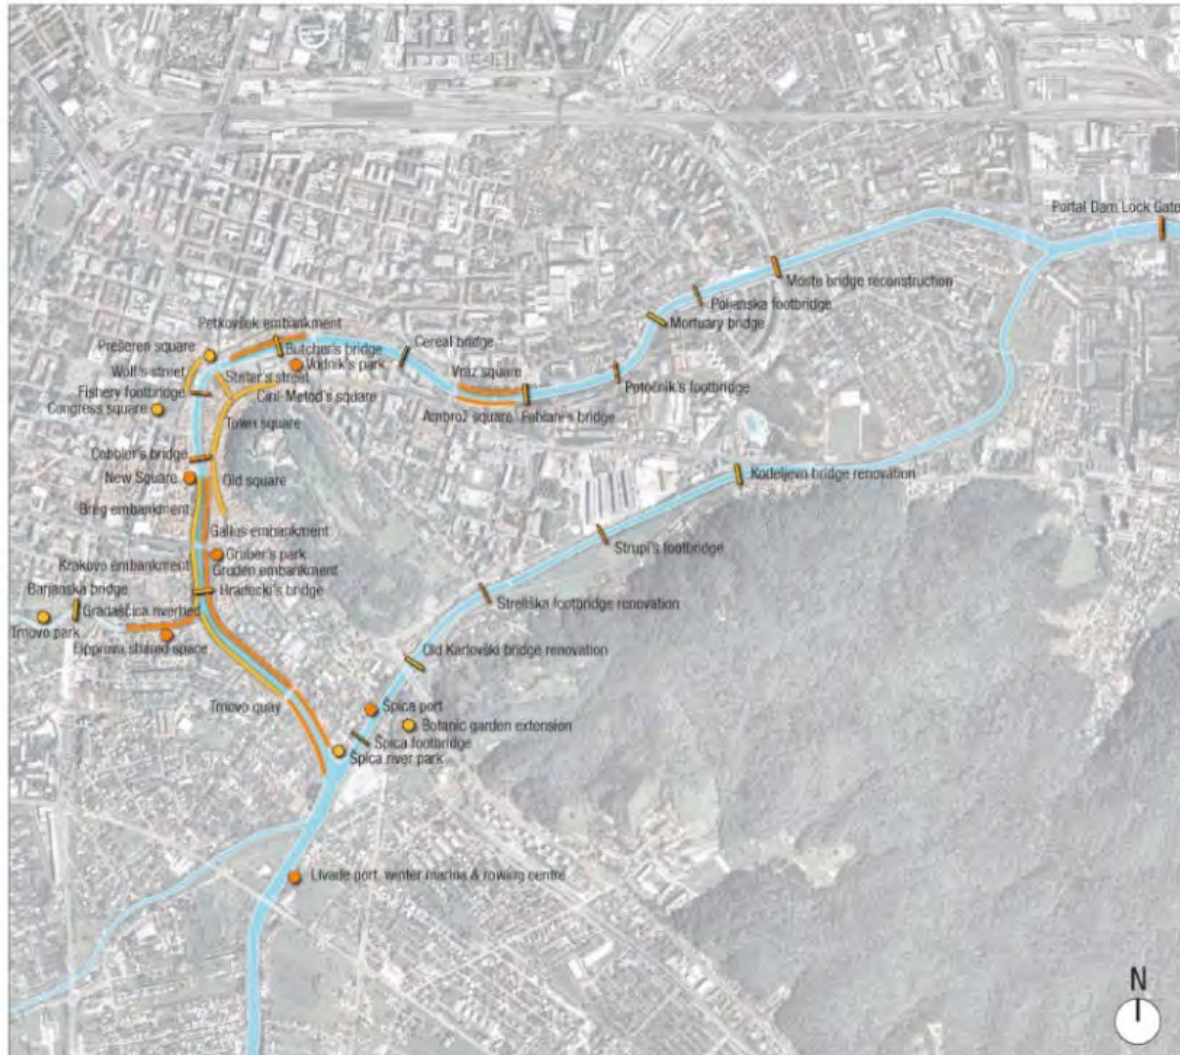 Portal Dam Lock Gate
Moste bridge reconstruction
Poljanska footbridge
Mortuary bridge
Petkovšek embankment
Prešeren square
Butcher's bridge
Cereal bridge
Wolf's street
Vodnik's park
Vraz square
Stritar's street
Potočnik's footbridge
Fishery footbridge
Ciril-Metod's square
Congress square
Ambrož square
Fabiani's bridge
Town square
Cobbler's bridge
New Square
Old square
Kodeljevo bridge renovation
Breg embankment
Gallus embankment
Strupi's footbridge
Gruber's park
Krakovo embankment
Gruden embankment
Barjanska bridge
Hradecki's bridge
Streliška footbridge renovation
Gradaščica riverbed
Trnovo park
Eipprova shared space
Old Karlovški bridge renovation
Trnovo quay
Špica port
Botanic garden extension
Špica footbridge
Špica river park
Livade port, winter marina & rowing centre
N